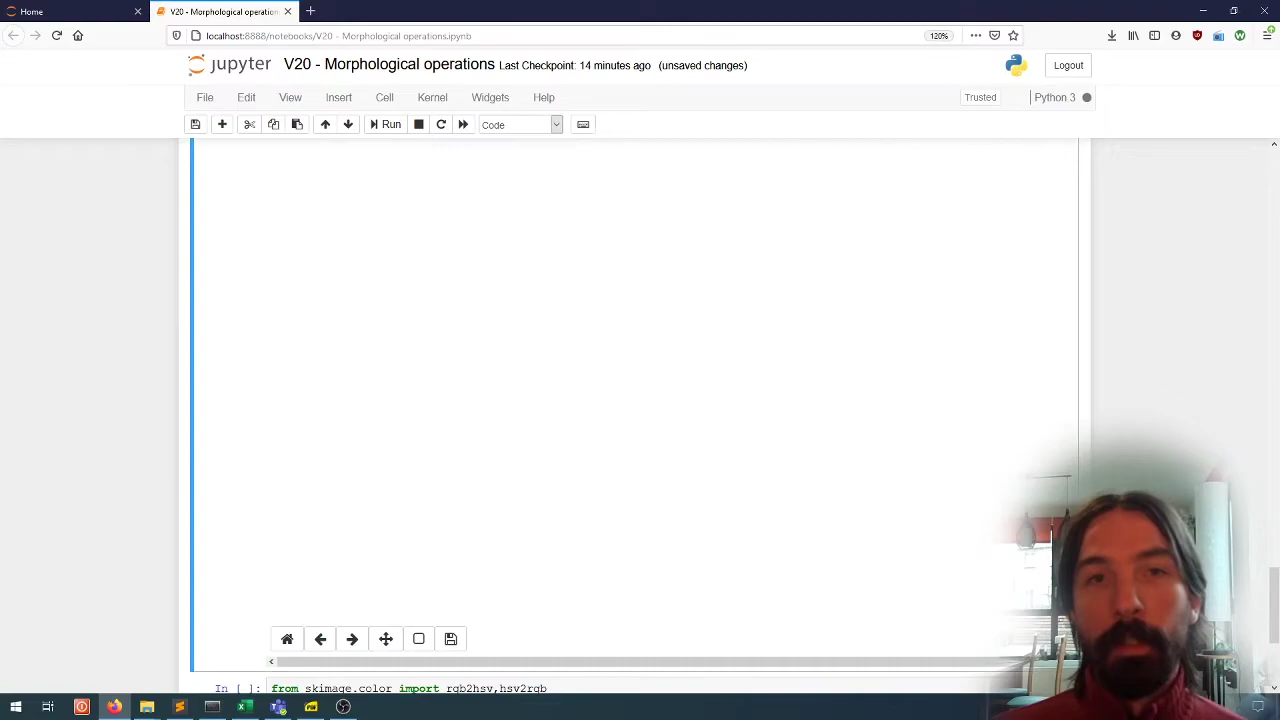 Home
V20 - Morphological operation
localhost:8888/notebooks/V20 - Morphological operations.ipynb
120%
jupyter V20 - Morphological operations Last Checkpoint: 14 minutes ago (unsaved changes)
Logout
File Edit View Insert Cell Kernel Widgets Help
Trusted
Python 3
Run
Code
In [ ]: from skimage.color import rgb2hsv,hsv2rgb